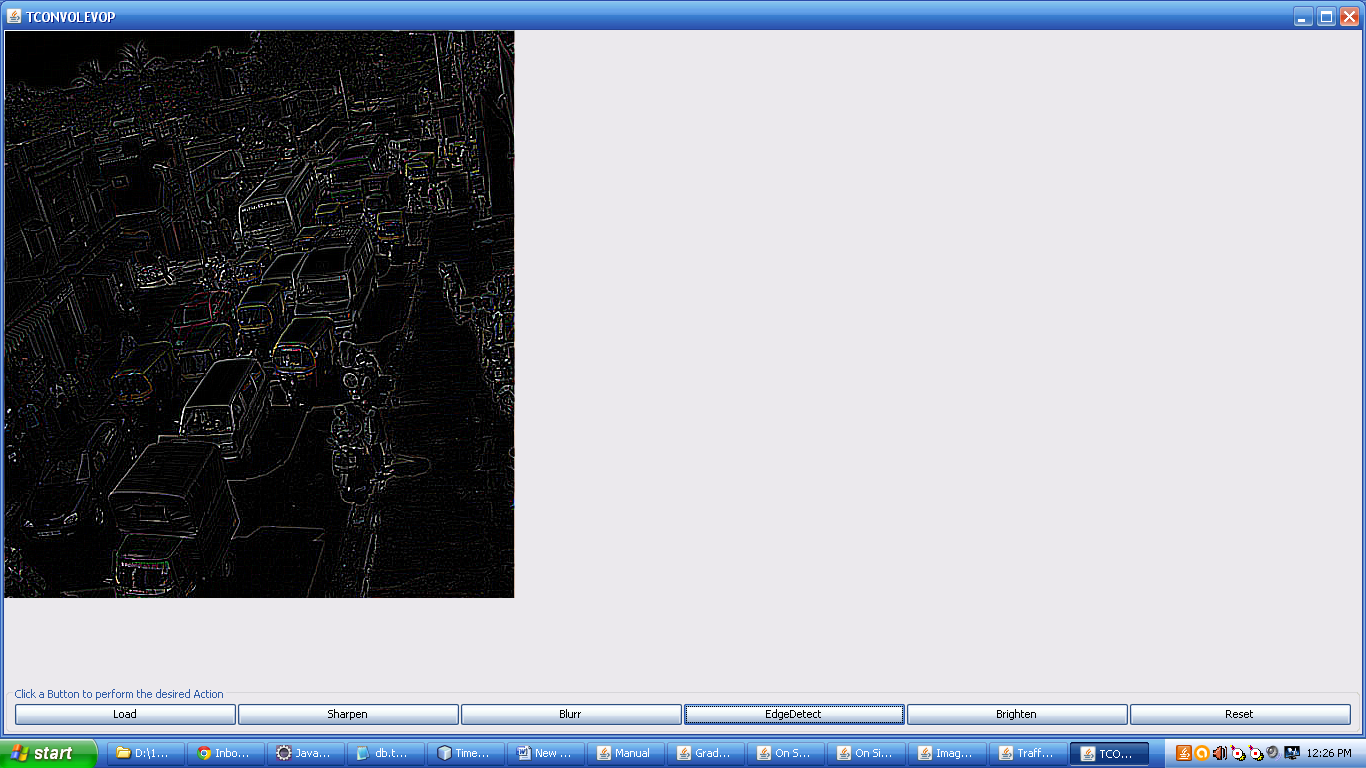 TCONVOLEVOP
Click a Button to perform the desired Action
Load Sharpen Blurr EdgeDetect Brighten Reset
start D:\1... Inbo... Java... db.t... Time... New ... Manual Grad... On S... On Si... Imag... Traff... TCO... 12:26 PM